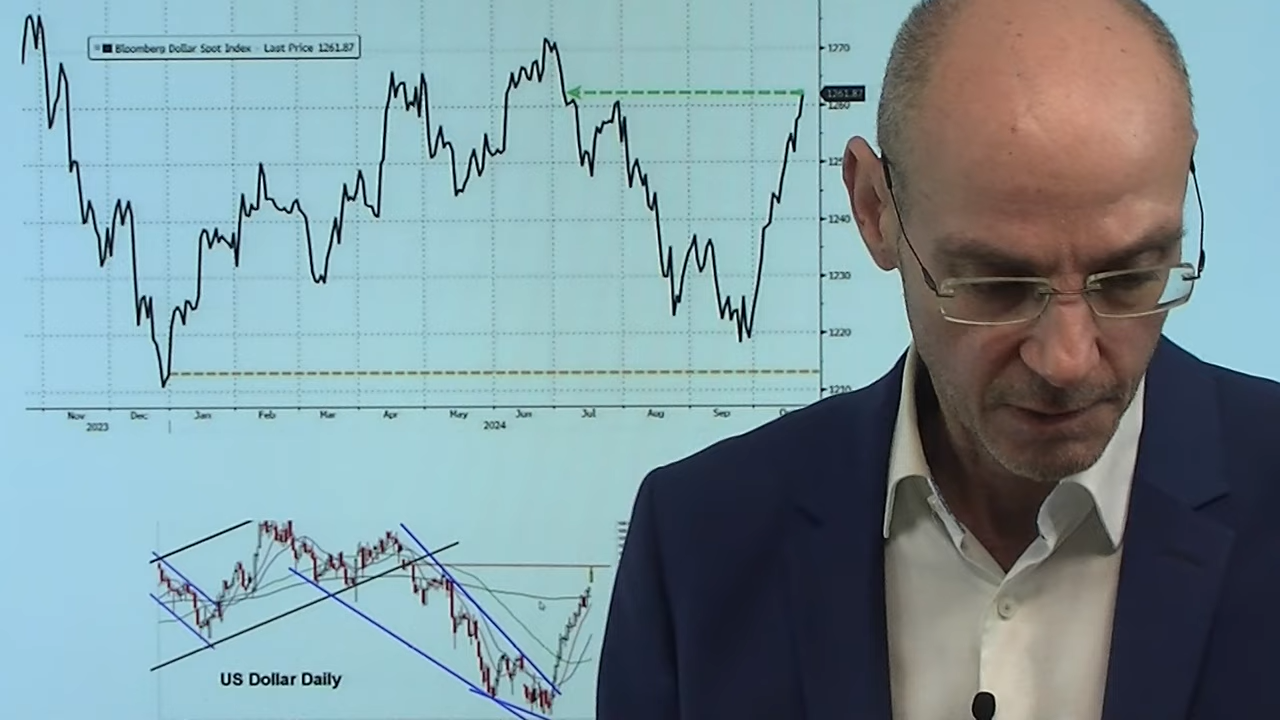 Bloomberg Dollar Spot Index - Last Price 1261.87
1270
1261.87
1260
1240
1230
1220
1210
Nov Dec Jan Feb Mar Apr May Jun Jul Aug Sep
2023 2024
US Dollar Daily